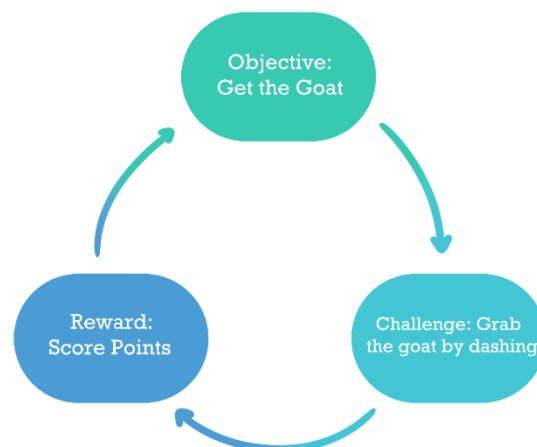 Objective:
Get the Goat
Challenge: Grab
the goat by dashing
Reward:
Score Points